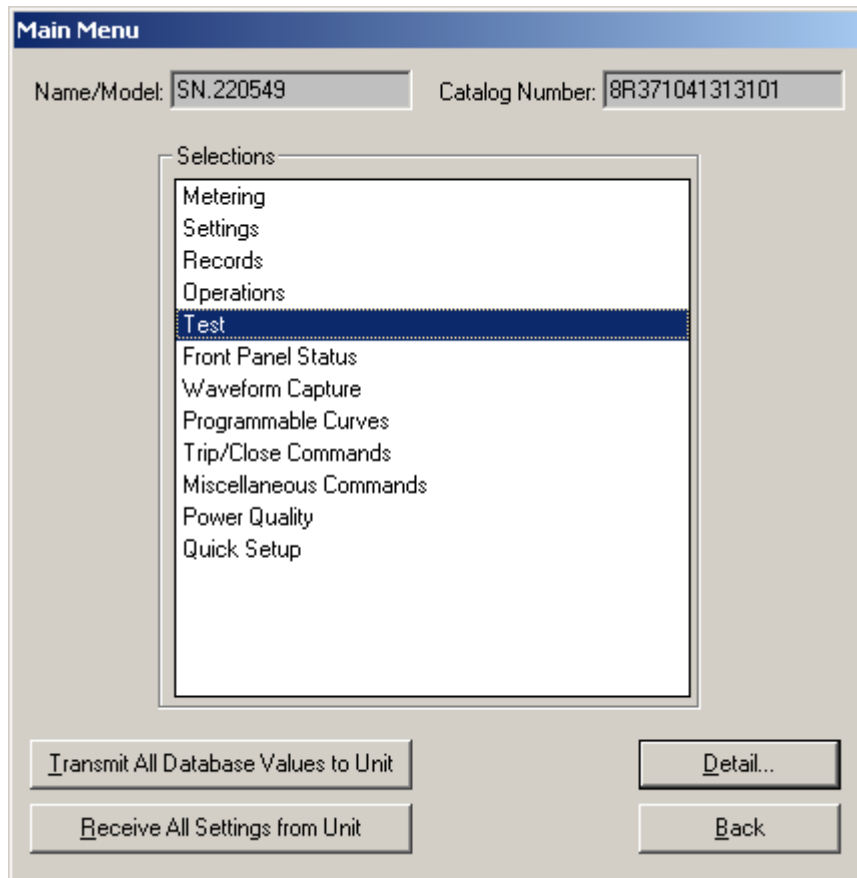 Main Menu
Name/Model: SN.220549 Catalog Number: 8R371041313101
Selections
Metering
Settings
Records
Operations
Test
Front Panel Status
Waveform Capture
Programmable Curves
Trip/Close Commands
Miscellaneous Commands
Power Quality
Quick Setup
Transmit All Database Values to Unit Detail...
Receive All Settings from Unit Back